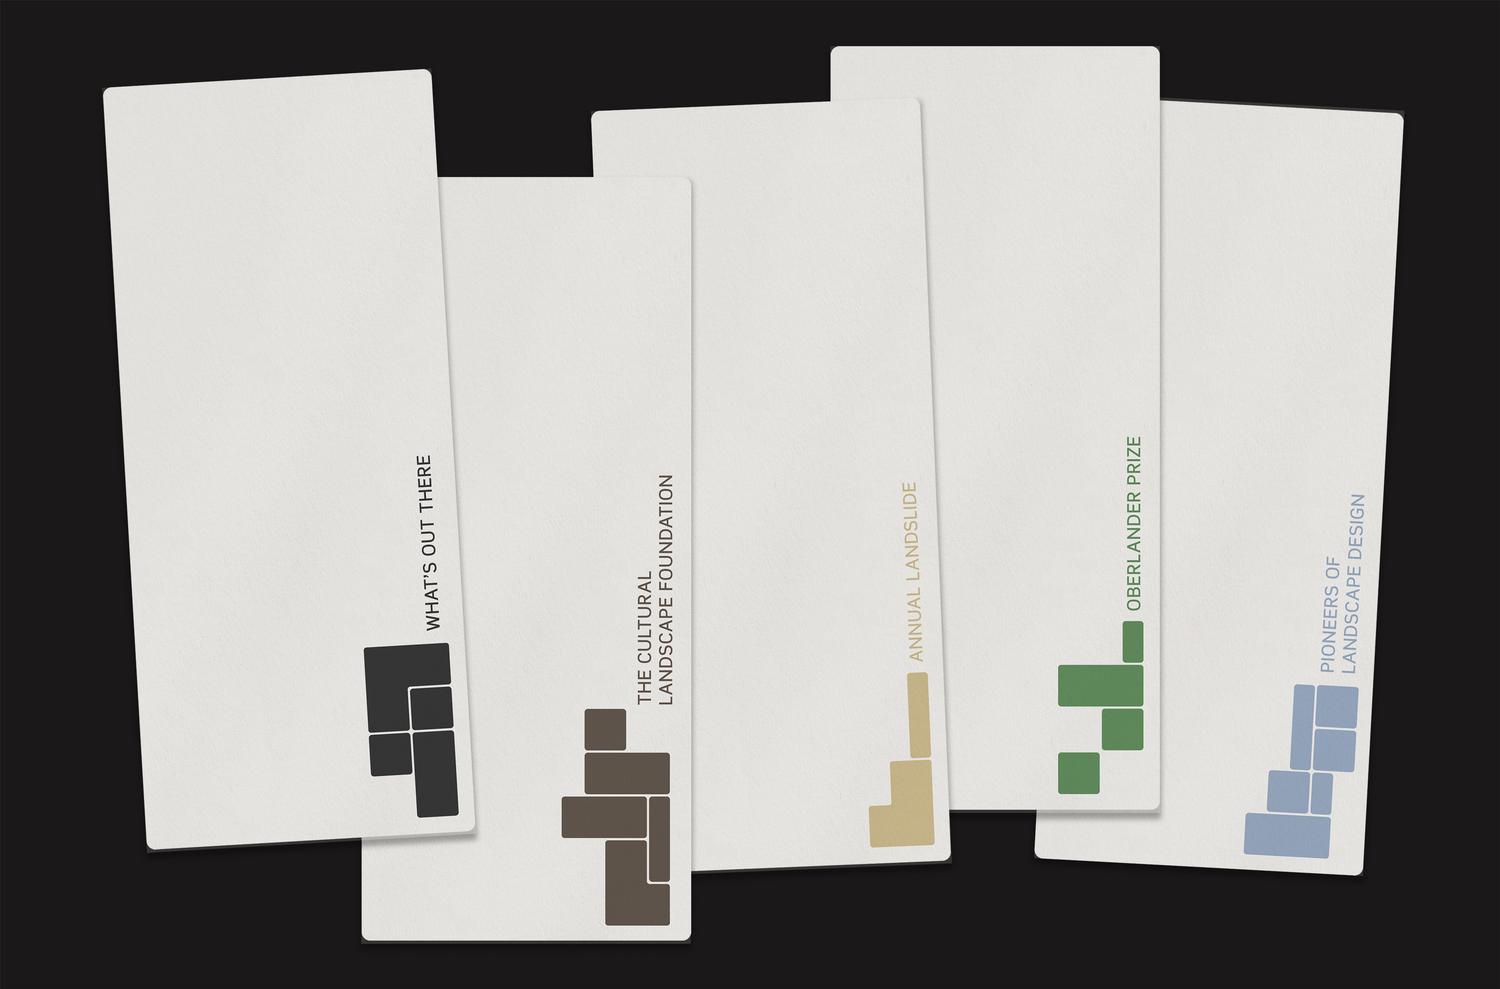 WHAT'S OUT THERE
THE CULTURAL
LANDSCAPE FOUNDATION
ANNUAL LANDSLIDE
OBERLANDER PRIZE
PIONEERS OF
LANDSCAPE DESIGN